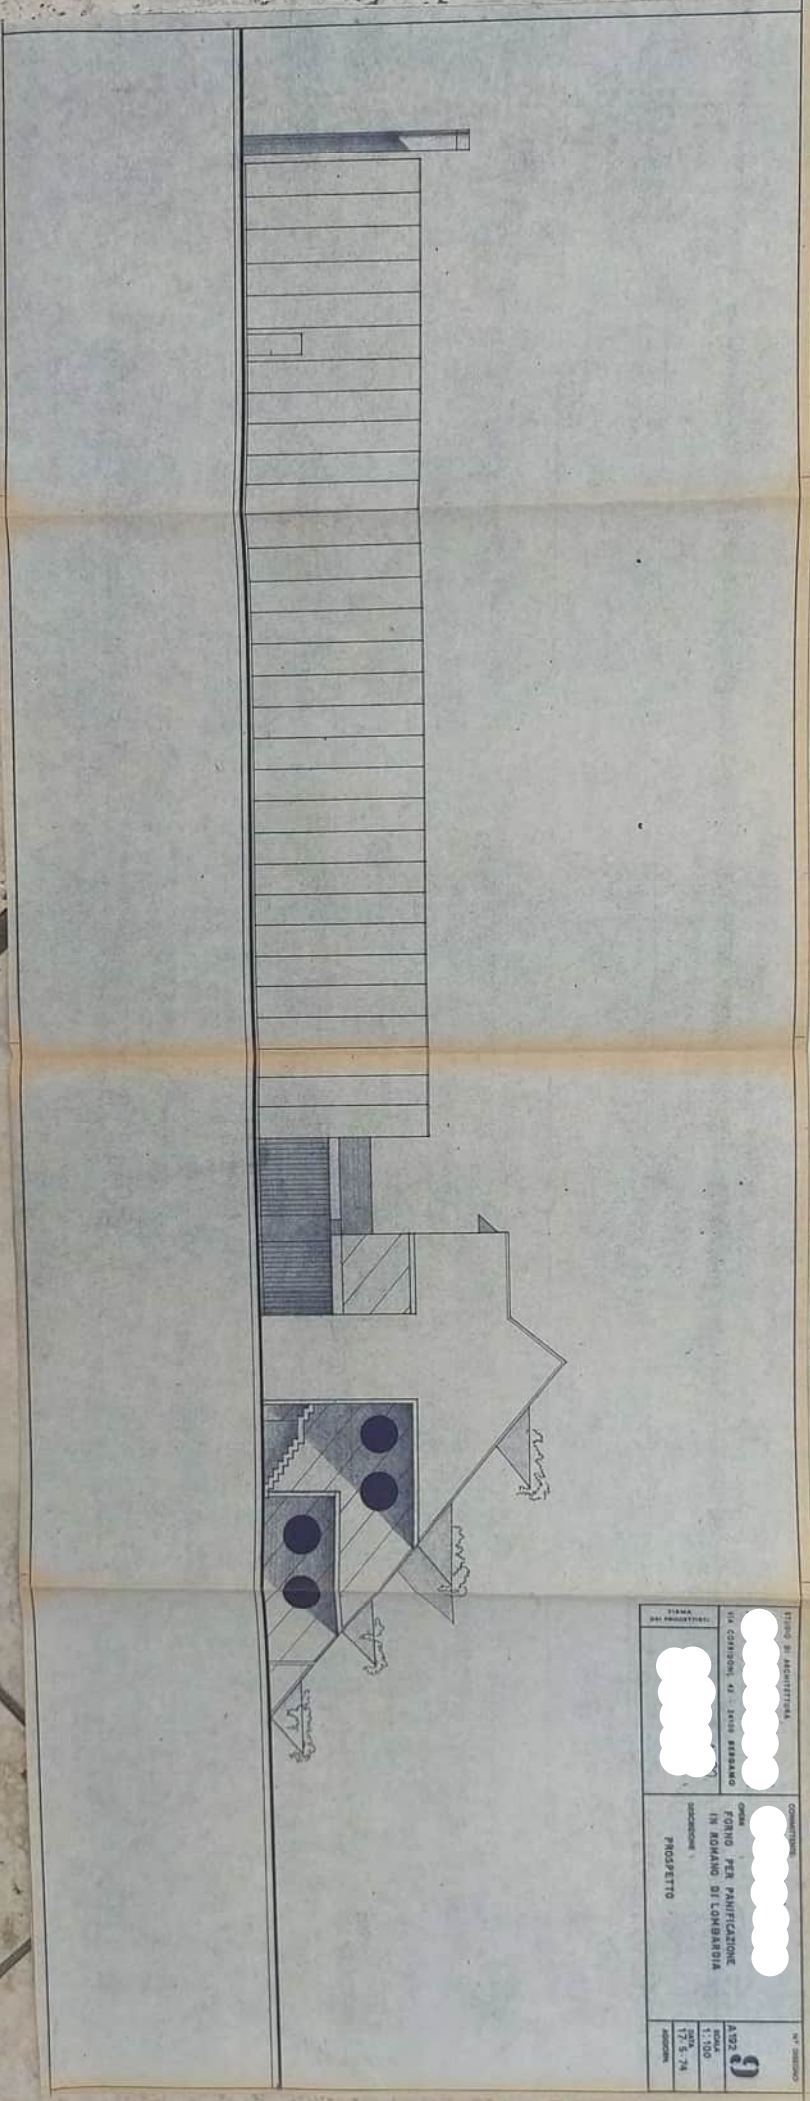 STUDIO DI ARCHITETTURA
VIA CORRIDONI, 42 - 24100 BERGAMO
FIRMA
DEI PROGETTISTI
COMMITTENTE
OPERA :
FORNO PER PANIFICAZIONE
IN ROMANO DI LOMBARDIA
DESCRIZIONE :
PROSPETTO
N° DISEGNO
A192 9
SCALA
1:100
DATA
17-5-74
AGGIORN.